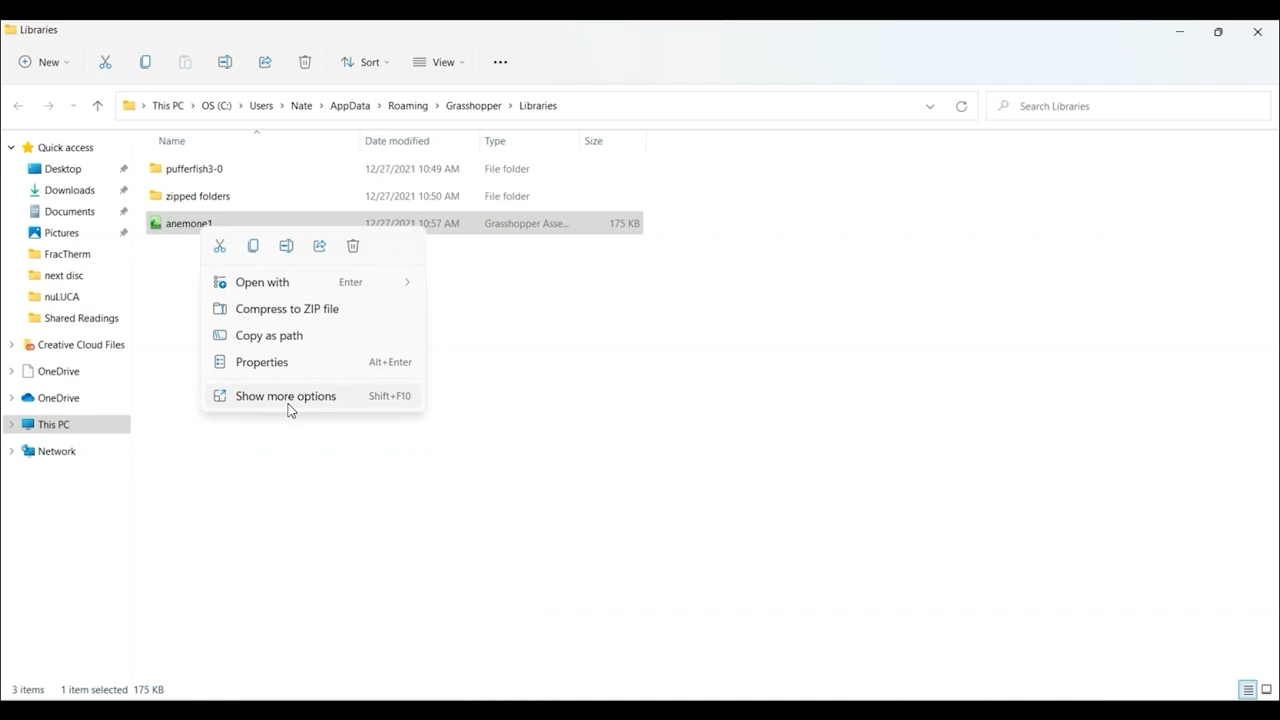 Libraries
New Sort View
This PC › OS (C:) › Users › Nate › AppData › Roaming › Grasshopper › Libraries Search Libraries
Name Date modified Type Size
Quick access
Desktop
Downloads
Documents
Pictures
FracTherm
next disc
nuLUCA
Shared Readings
Creative Cloud Files
OneDrive
OneDrive
This PC
Network
pufferfish3-0 12/27/2021 10:49 AM File folder
zipped folders 12/27/2021 10:50 AM File folder
anemone1 12/27/2021 10:57 AM Grasshopper Asse... 175 KB
Open with Enter
Compress to ZIP file
Copy as path
Properties Alt+Enter
Show more options Shift+F10
3 items 1 item selected 175 KB